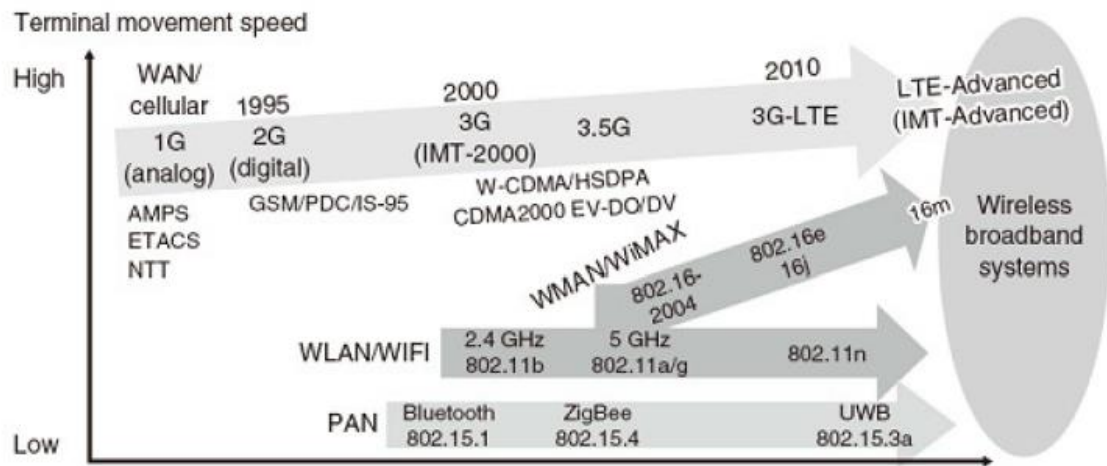 Terminal movement speed
High
WAN/
cellular
1995
2000
2010
1G
(analog)
2G
(digital)
3G
(IMT-2000)
3.5G
3G-LTE
LTE-Advanced
(IMT-Advanced)
AMPS
ETACS
NTT
GSM/PDC/IS-95
W-CDMA/HSDPA
CDMA2000 EV-DO/DV
WMAN/WiMAX
802.16-
2004
802.16e
16j
16m
Wireless
broadband
systems
WLAN/WIFI
2.4 GHz
802.11b
5 GHz
802.11a/g
802.11n
PAN
Bluetooth
802.15.1
ZigBee
802.15.4
UWB
802.15.3a
Low